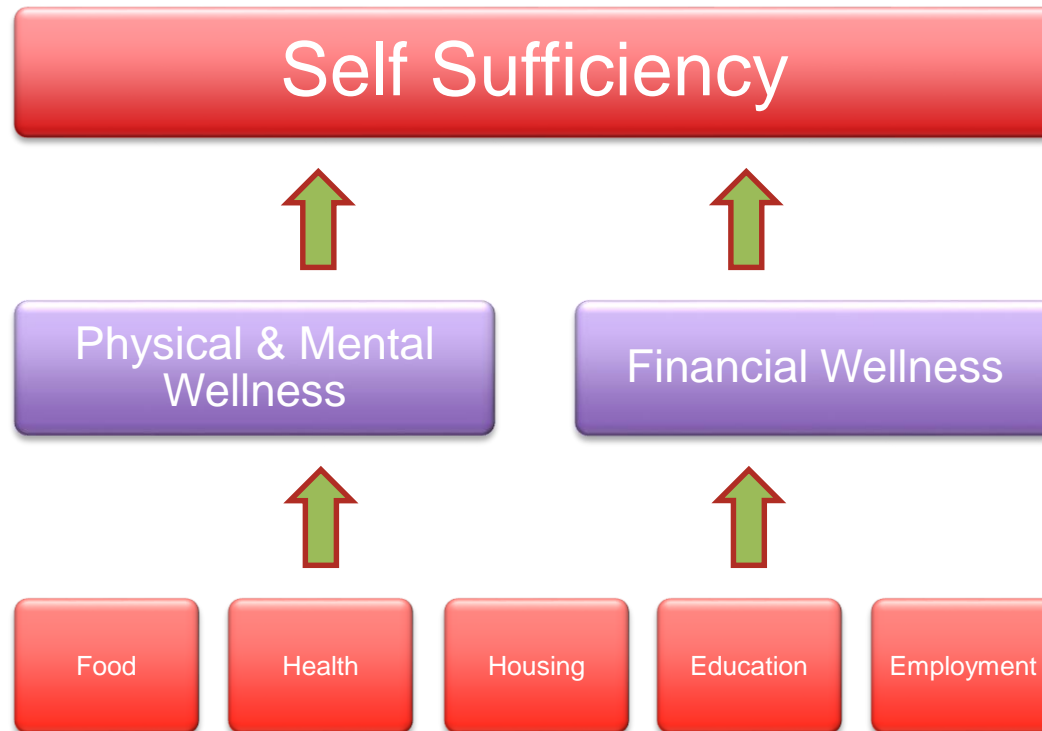 Self Sufficiency
Physical & Mental
Wellness
Financial Wellness
Food
Health
Housing
Education
Employment